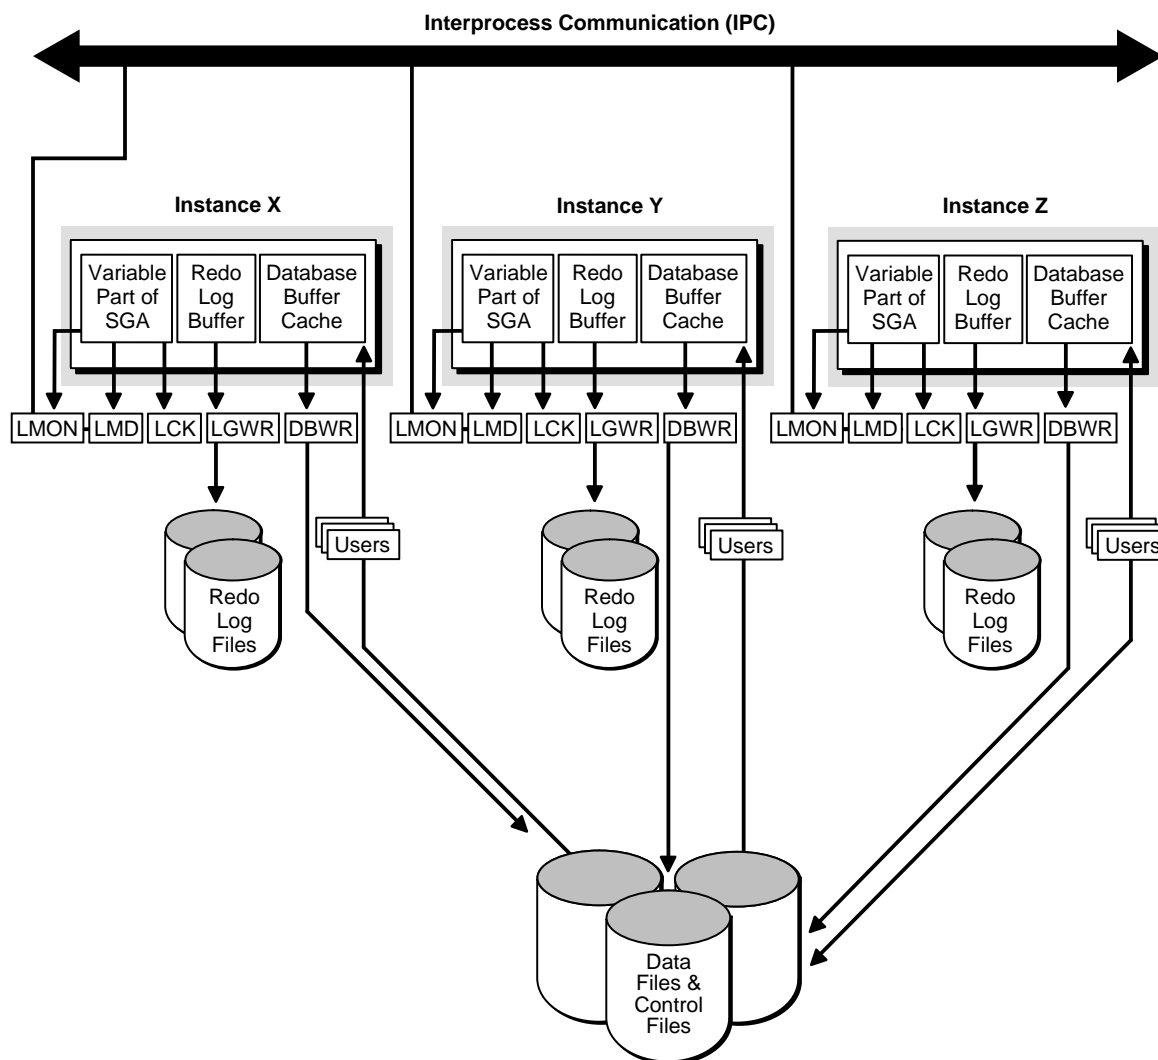 Interprocess Communication (IPC)
Instance X
Instance Y
Instance Z
Variable
Part of
SGA
Redo
Log
Buffer
Database
Buffer
Cache
Variable
Part of
SGA
Redo
Log
Buffer
Database
Buffer
Cache
Variable
Part of
SGA
Redo
Log
Buffer
Database
Buffer
Cache
LMON
LMD
LCK
LGWR
DBWR
LMON
LMD
LCK
LGWR
DBWR
LMON
LMD
LCK
LGWR
DBWR
Users
Users
Users
Redo
Log
Files
Redo
Log
Files
Redo
Log
Files
Data
Files &
Control
Files